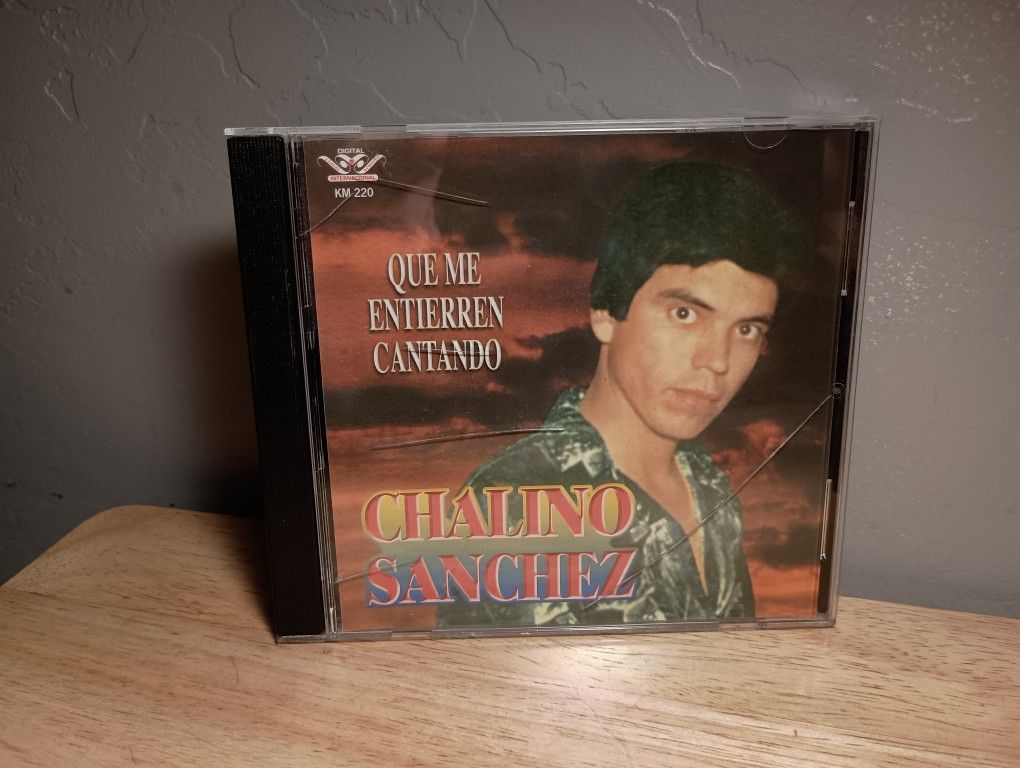 DIGITAL
INTERNACIONAL
KM 220
QUE ME
ENTIERREN
CANTANDO
CHALINO
SANCHEZ